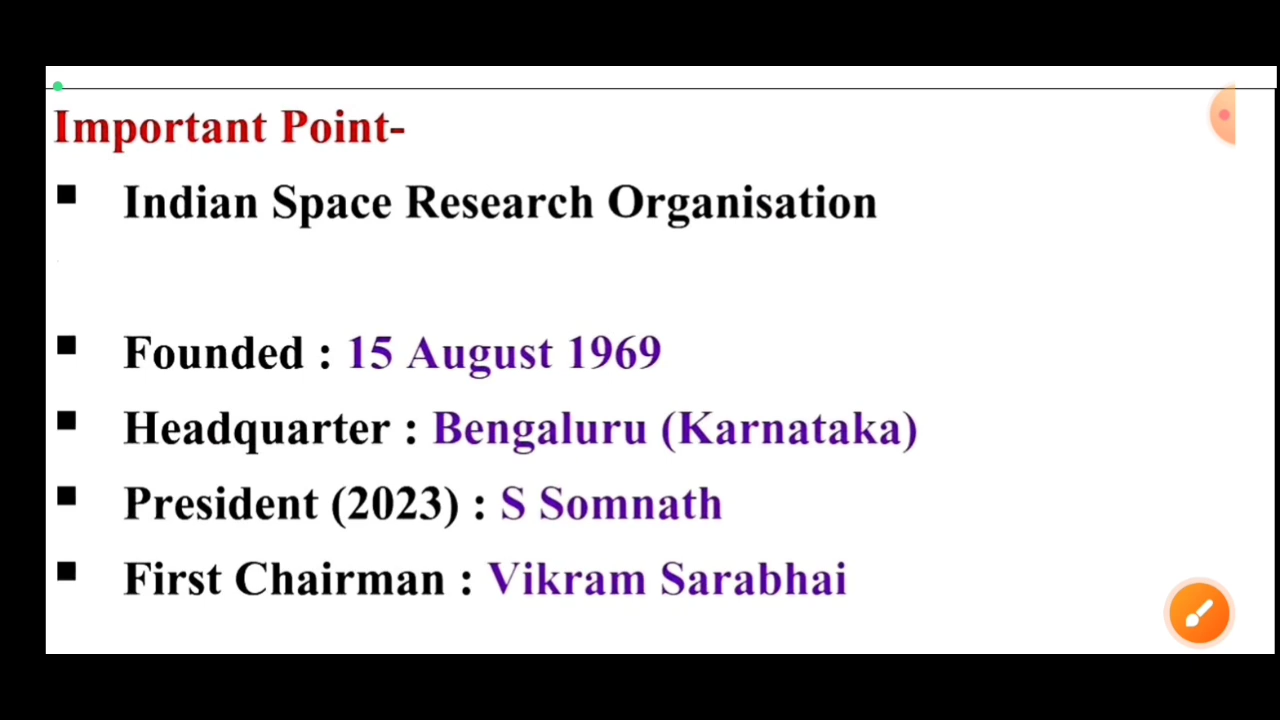 Important Point-
▪ Indian Space Research Organisation
▪ Founded : 15 August 1969
▪ Headquarter : Bengaluru (Karnataka)
▪ President (2023) : S Somnath
▪ First Chairman : Vikram Sarabhai